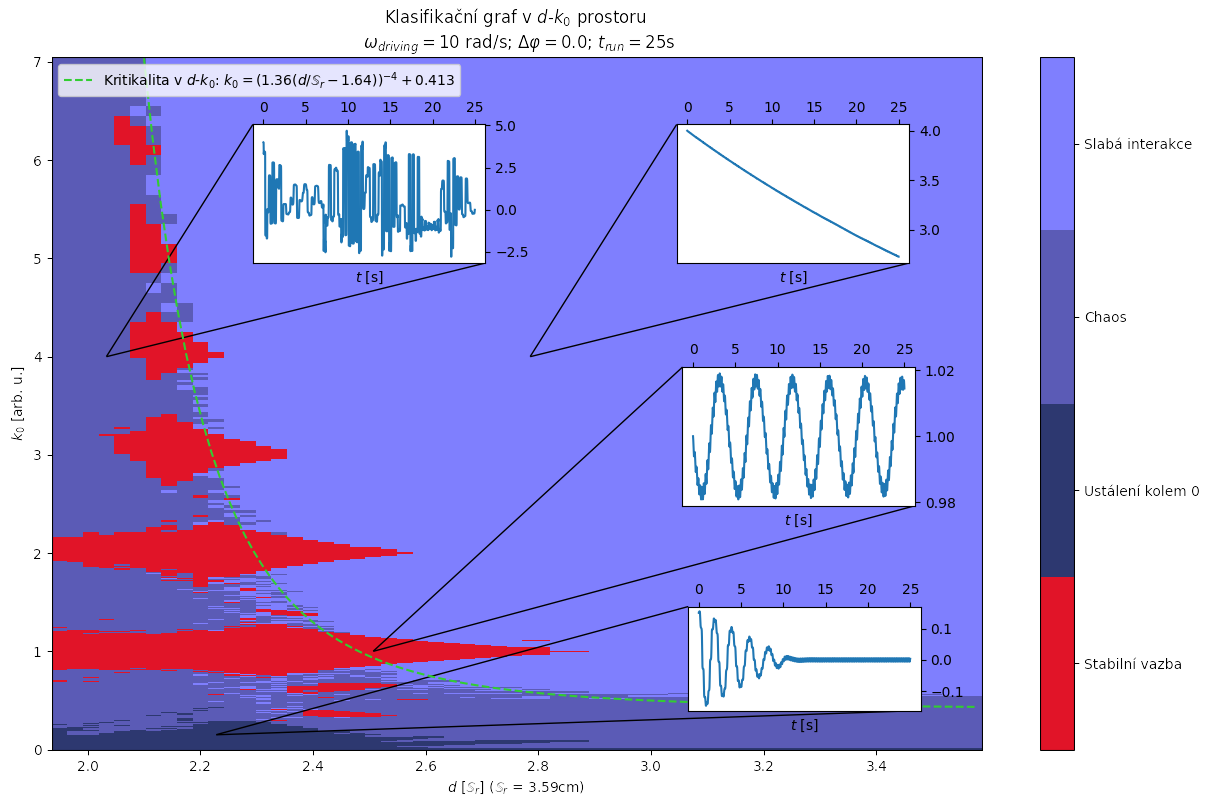 Klasifikační graf v d-k₀ prostoru
ω_driving = 10 rad/s; Δφ = 0.0; t_run = 25s
Kritikalita v d-k₀: k₀ = (1.36(d/𝕊_r − 1.64))⁻⁴ + 0.413
7
6
5
4
3
2
1
0
k₀ [arb. u.]
0 5 10 15 20 25
5.0
2.5
0.0
−2.5
t [s]
0 5 10 15 20 25
4.0
3.5
3.0
t [s]
0 5 10 15 20 25
1.02
1.00
0.98
t [s]
0 5 10 15 20 25
0.1
0.0
−0.1
t [s]
2.0 2.2 2.4 2.6 2.8 3.0 3.2 3.4
d [𝕊_r] (𝕊_r = 3.59cm)
Slabá interakce
Chaos
Ustálení kolem 0
Stabilní vazba